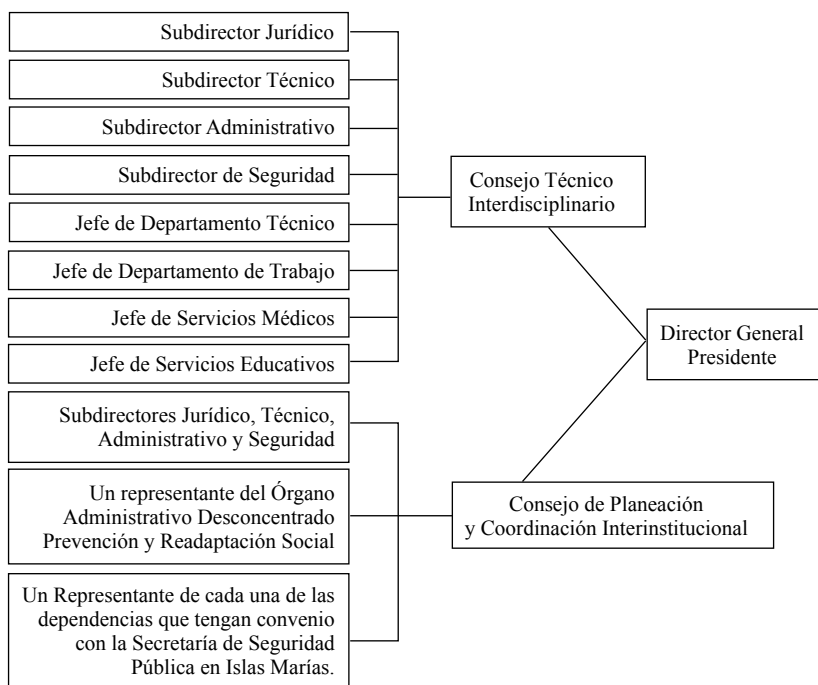 Subdirector Jurídico
Subdirector Técnico
Subdirector Administrativo
Subdirector de Seguridad
Jefe de Departamento Técnico
Jefe de Departamento de Trabajo
Jefe de Servicios Médicos
Jefe de Servicios Educativos
Subdirectores Jurídico, Técnico,
Administrativo y Seguridad
Un representante del Órgano
Administrativo Desconcentrado
Prevención y Readaptación Social
Un Representante de cada una de las
dependencias que tengan convenio
con la Secretaría de Seguridad
Pública en Islas Marías.
Consejo Técnico
Interdisciplinario
Consejo de Planeación
y Coordinación Interinstitucional
Director General
Presidente